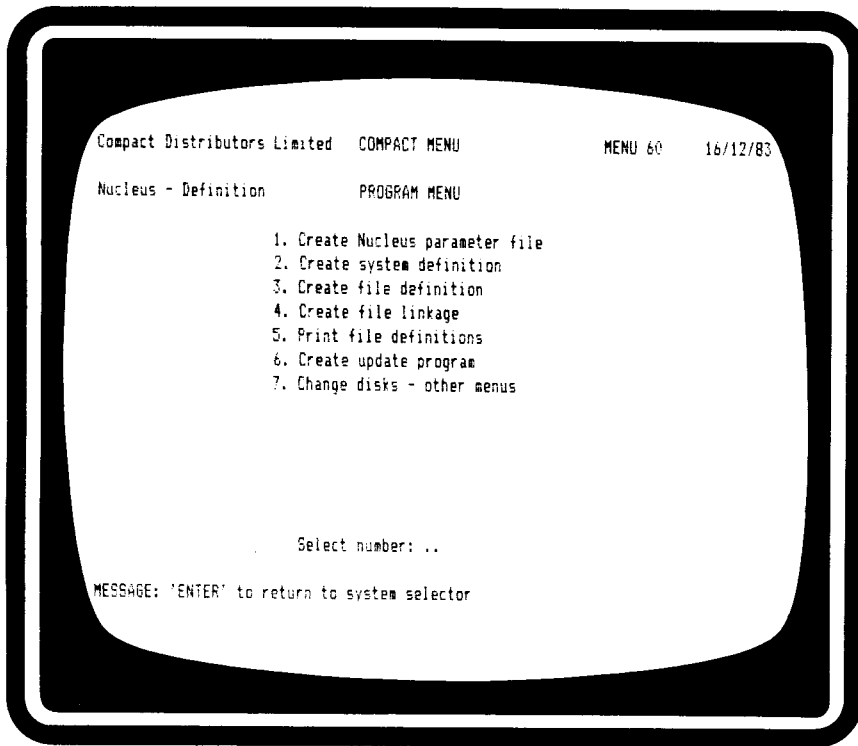 Compact Distributors Limited COMPACT MENU MENU 60 16/12/83
Nucleus - Definition PROGRAM MENU
1. Create Nucleus parameter file
2. Create system definition
3. Create file definition
4. Create file linkage
5. Print file definitions
6. Create update program
7. Change disks - other menus
Select number: ..
MESSAGE: 'ENTER' to return to system selector